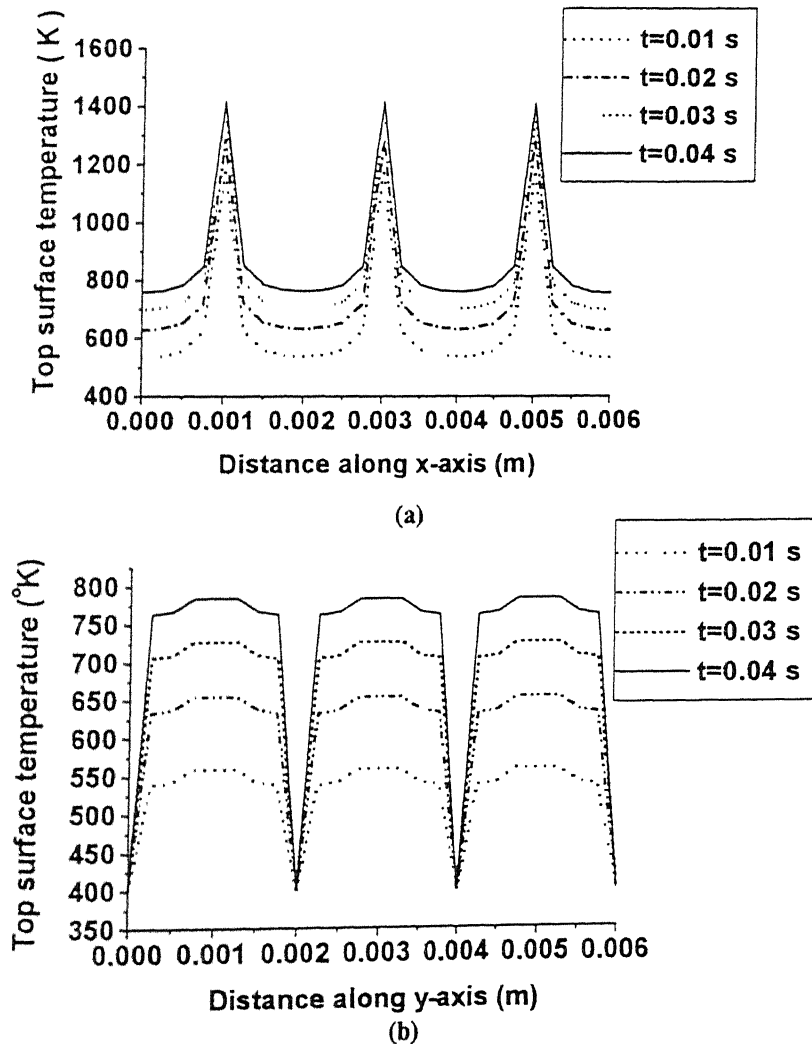 Top surface temperature ( K)
1600
1400
1200
1000
800
600
400
0.000 0.001 0.002 0.003 0.004 0.005 0.006
Distance along x-axis (m)
t=0.01 s
t=0.02 s
t=0.03 s
t=0.04 s
(a)
Top surface temperature (°K)
800
750
700
650
600
550
500
450
400
350
0.000 0.001 0.002 0.003 0.004 0.005 0.006
Distance along y-axis (m)
t=0.01 s
t=0.02 s
t=0.03 s
t=0.04 s
(b)